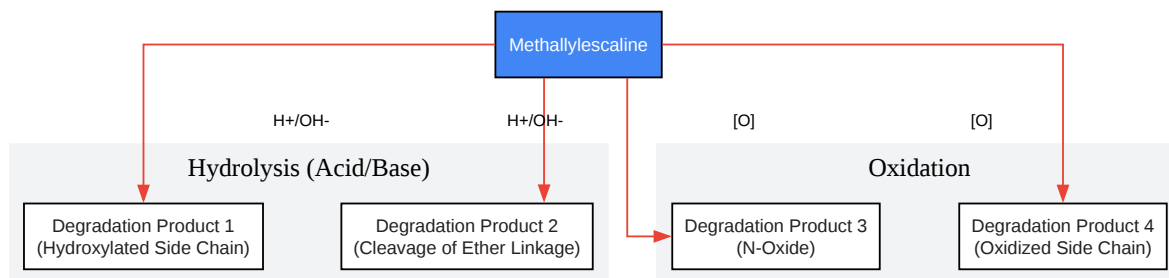 Methallylescaline
H+/OH-
H+/OH-
[O]
[O]
Hydrolysis (Acid/Base)
Oxidation
Degradation Product 1
(Hydroxylated Side Chain)
Degradation Product 2
(Cleavage of Ether Linkage)
Degradation Product 3
(N-Oxide)
Degradation Product 4
(Oxidized Side Chain)